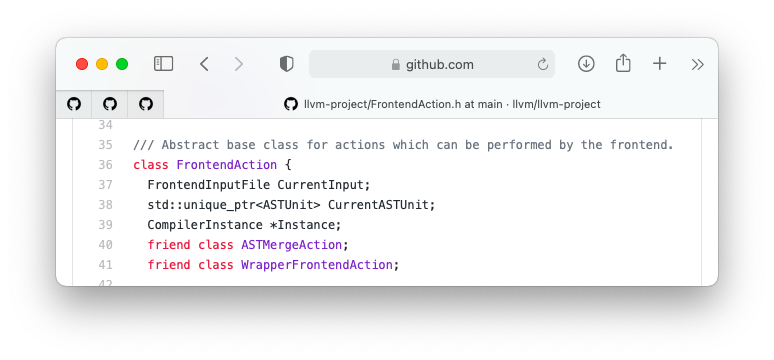 github.com
llvm-project/FrontendAction.h at main · llvm/llvm-project
34
35 /// Abstract base class for actions which can be performed by the frontend.
36 class FrontendAction {
37 FrontendInputFile CurrentInput;
38 std::unique_ptr<ASTUnit> CurrentASTUnit;
39 CompilerInstance *Instance;
40 friend class ASTMergeAction;
41 friend class WrapperFrontendAction;
42